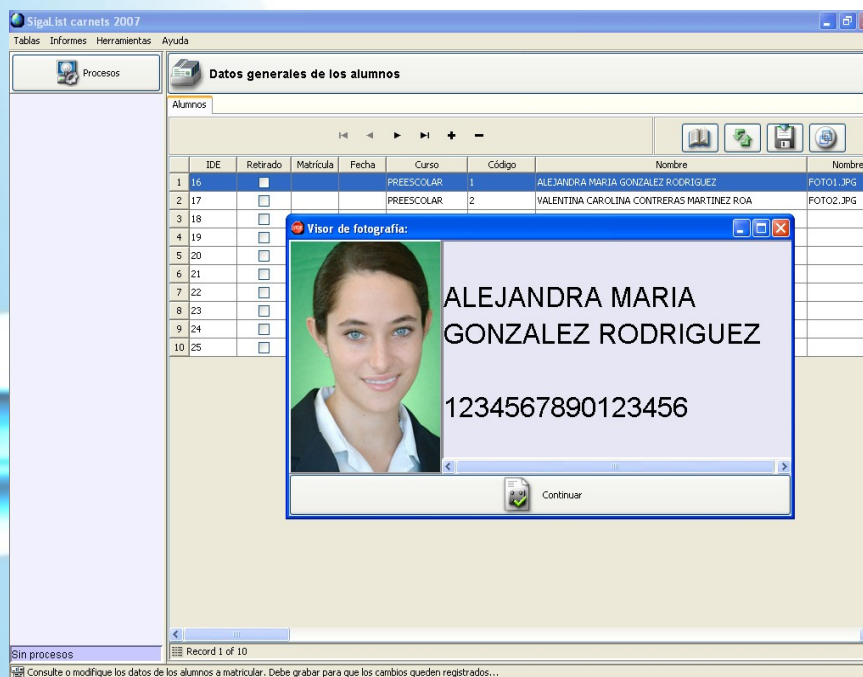 SigaList carnets 2007
Tablas Informes Herramientas Ayuda
Procesos
Datos generales de los alumnos
Alumnos
IDE Retirado Matrícula Fecha Curso Código Nombre Nombre
1 16 PREESCOLAR 1 ALEJANDRA MARIA GONZALEZ RODRIGUEZ FOTO1.JPG
2 17 PREESCOLAR 2 VALENTINA CAROLINA CONTRERAS MARTINEZ ROA FOTO2.JPG
3 18
4 19
5 20
6 21
7 22
8 23
9 24
10 25
Visor de fotografía:
ALEJANDRA MARIA
GONZALEZ RODRIGUEZ
1234567890123456
Continuar
Record 1 of 10
Sin procesos
Consulte o modifique los datos de los alumnos a matricular. Debe grabar para que los cambios queden registrados...